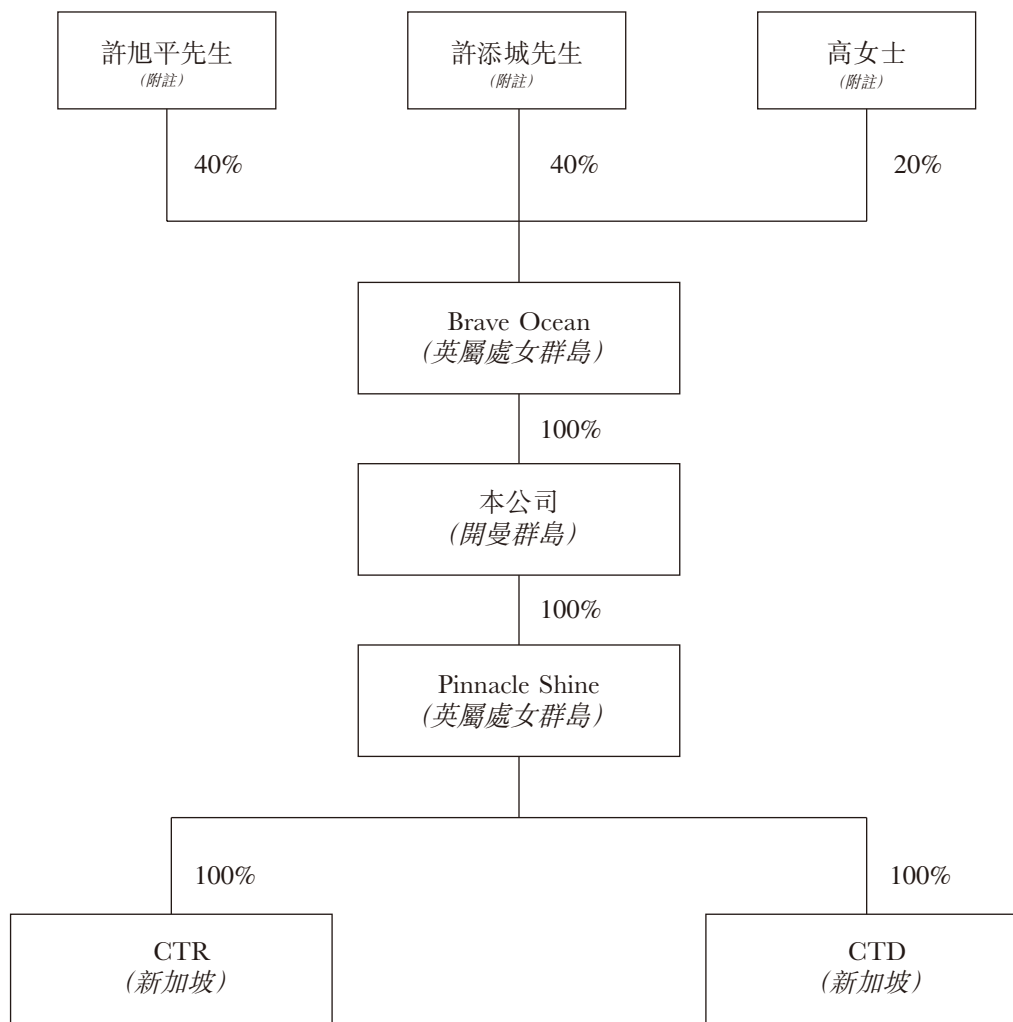 許旭平先生
(附註)
許添城先生
(附註)
高女士
(附註)
40%
40%
20%
Brave Ocean
(英屬處女群島)
100%
本公司
(開曼群島)
100%
Pinnacle Shine
(英屬處女群島)
100%
100%
CTR
(新加坡)
CTD
(新加坡)